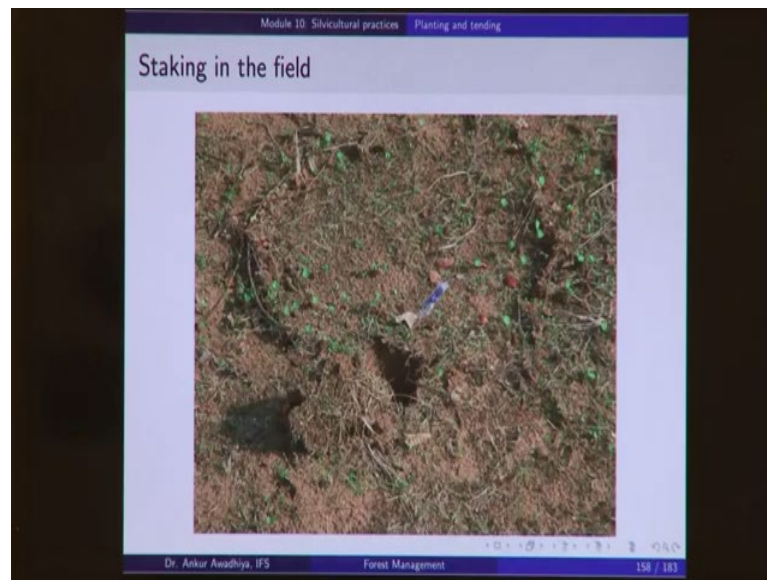 Module 10: Silvicultural practices Planting and tending
Staking in the field
Dr. Ankur Awadhiya, IFS Forest Management 158 / 183